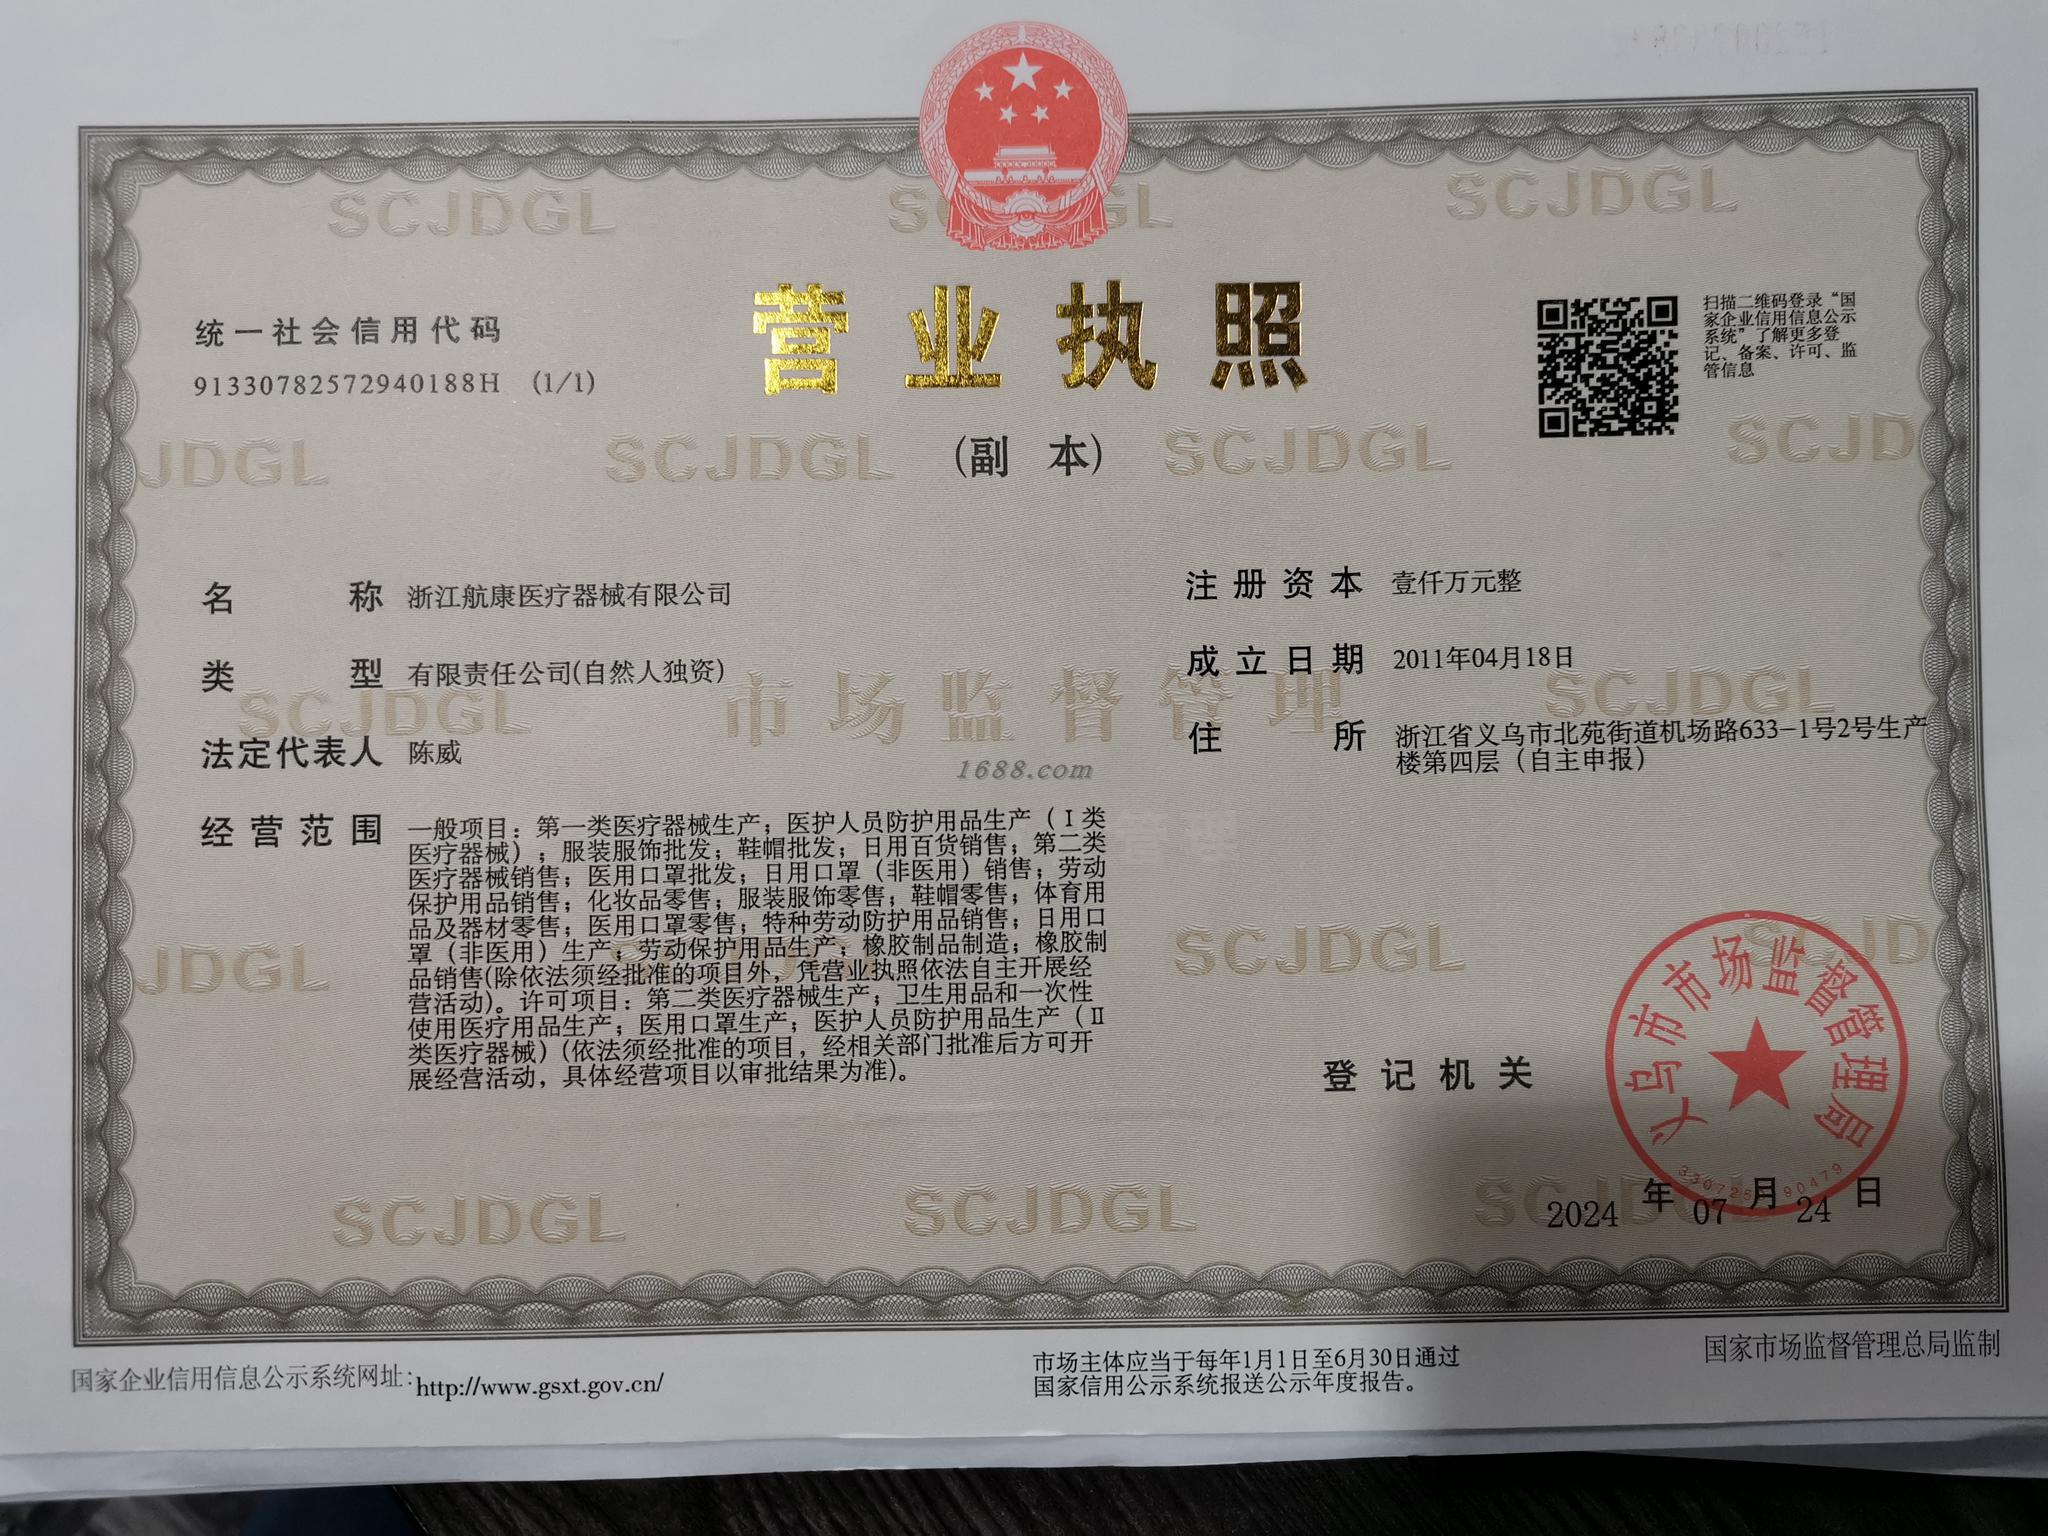 营业执照
(副 本)
统一社会信用代码
91330782572940188H (1/1)
扫描二维码登录“国
家企业信用信息公示
系统”了解更多登
记、备案、许可、监
管信息
名 称 浙江航康医疗器械有限公司
类 型 有限责任公司(自然人独资)
法定代表人 陈威
经营范围 一般项目：第一类医疗器械生产；医护人员防护用品生产（Ⅰ类
医疗器械）；服装服饰批发；鞋帽批发；日用百货销售；第二类
医疗器械销售；医用口罩批发；日用口罩（非医用）销售；劳动
保护用品销售；化妆品零售；服装服饰零售；鞋帽零售；体育用
品及器材零售；医用口罩零售；特种劳动防护用品销售；日用口
罩（非医用）生产；劳动保护用品生产；橡胶制品制造；橡胶制
品销售(除依法须经批准的项目外，凭营业执照依法自主开展经
营活动)。许可项目：第二类医疗器械生产；卫生用品和一次性
使用医疗用品生产；医用口罩生产；医护人员防护用品生产（Ⅱ
类医疗器械）(依法须经批准的项目，经相关部门批准后方可开
展经营活动，具体经营项目以审批结果为准)。
注册资本 壹仟万元整
成立日期 2011年04月18日
住 所 浙江省义乌市北苑街道机场路633-1号2号生产
楼第四层（自主申报）
市场监督管理
1688.com
SCJDGL
登记机关
义乌市市场监督管理局
2024 年 07 月 24 日
国家企业信用信息公示系统网址：http://www.gsxt.gov.cn/
市场主体应当于每年1月1日至6月30日通过
国家信用公示系统报送公示年度报告。
国家市场监督管理总局监制